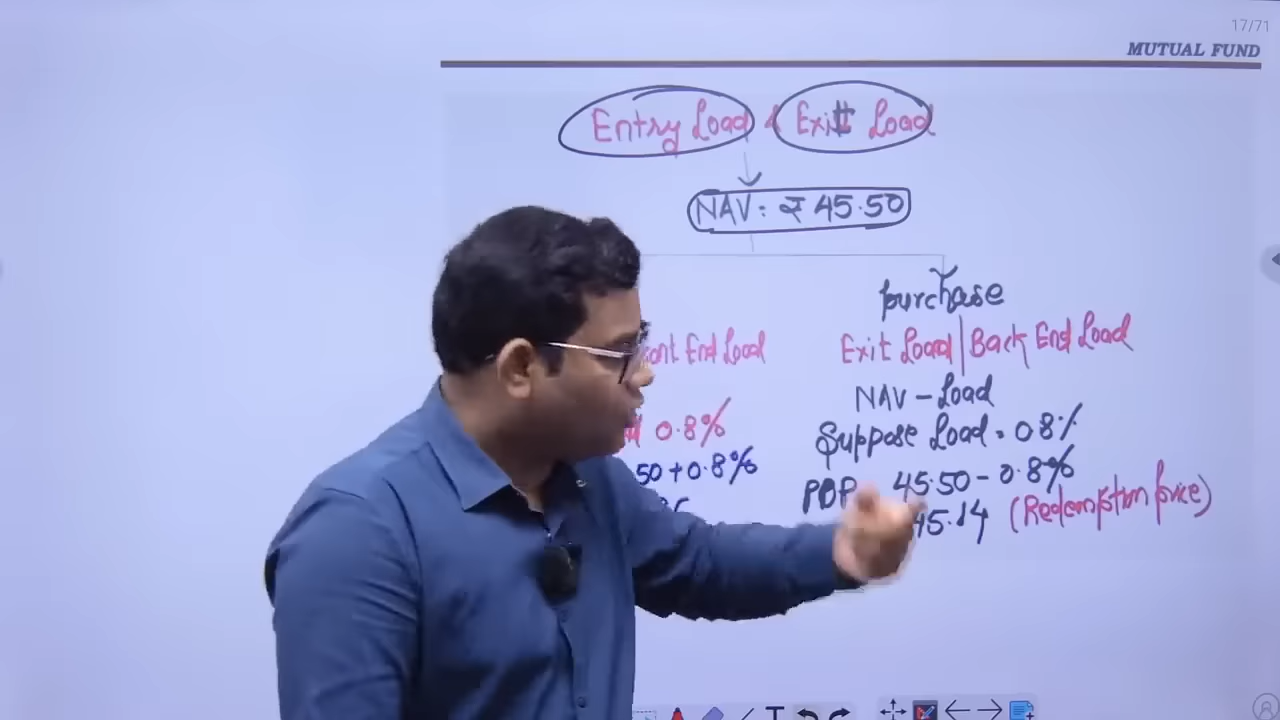 17/71
MUTUAL FUND
Entry Load & Exit Load
NAV: ₹ 45.50
purchase
ont End Load
Exit Load | Back End Load
NAV - Load
0.8%
Suppose Load = 0.8%
50 + 0.8%
POP 45.50 - 0.8%
45.14 (Redemption price)